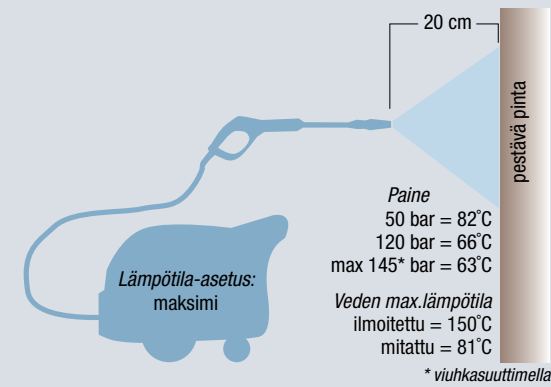 20 cm
pestävä pinta
Paine
50 bar = 82˚C
120 bar = 66˚C
max 145* bar = 63˚C
Lämpötila-asetus:
maksimi
Veden max.lämpötila
ilmoitettu = 150˚C
mitattu = 81˚C
* viuhkasuuttimella